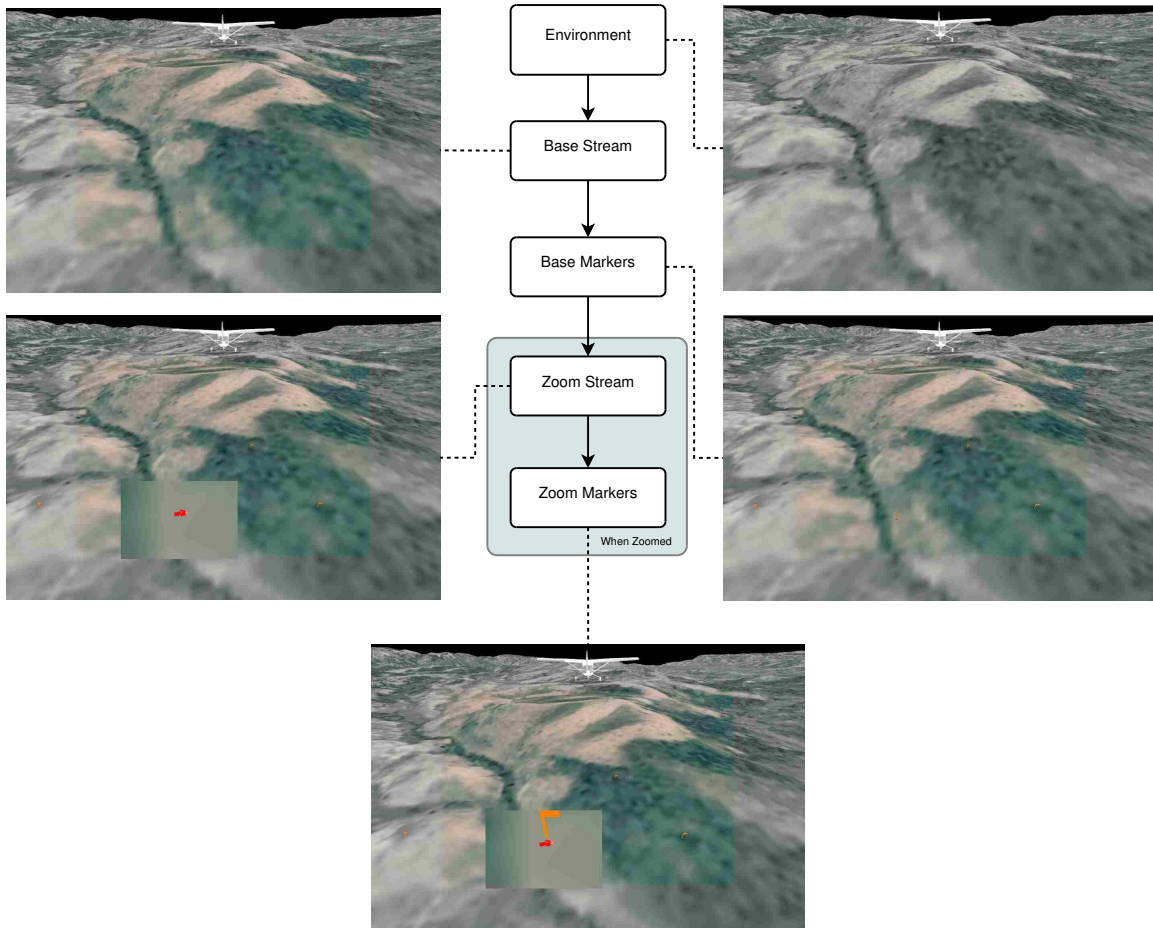 Environment
Base Stream
Base Markers
Zoom Stream
Zoom Markers
When Zoomed